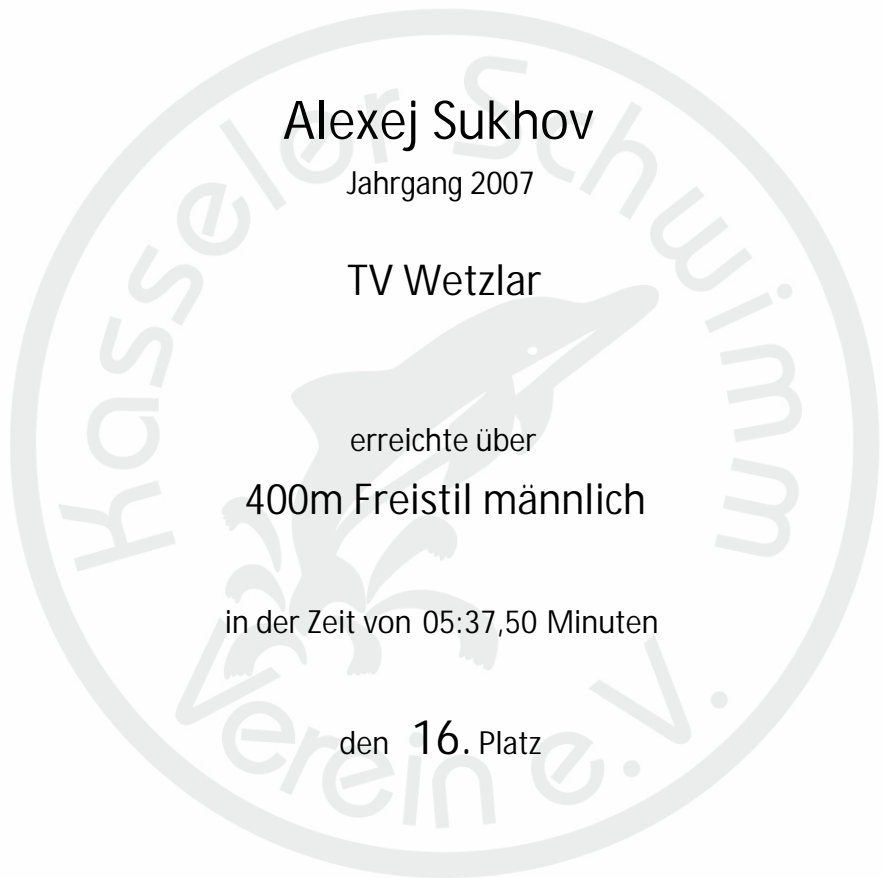 Kasseler Schwimm
Alexej Sukhov
Jahrgang 2007
TV Wetzlar
erreichte über
400m Freistil männlich
in der Zeit von 05:37,50 Minuten
den 16. Platz
Verein e.V.